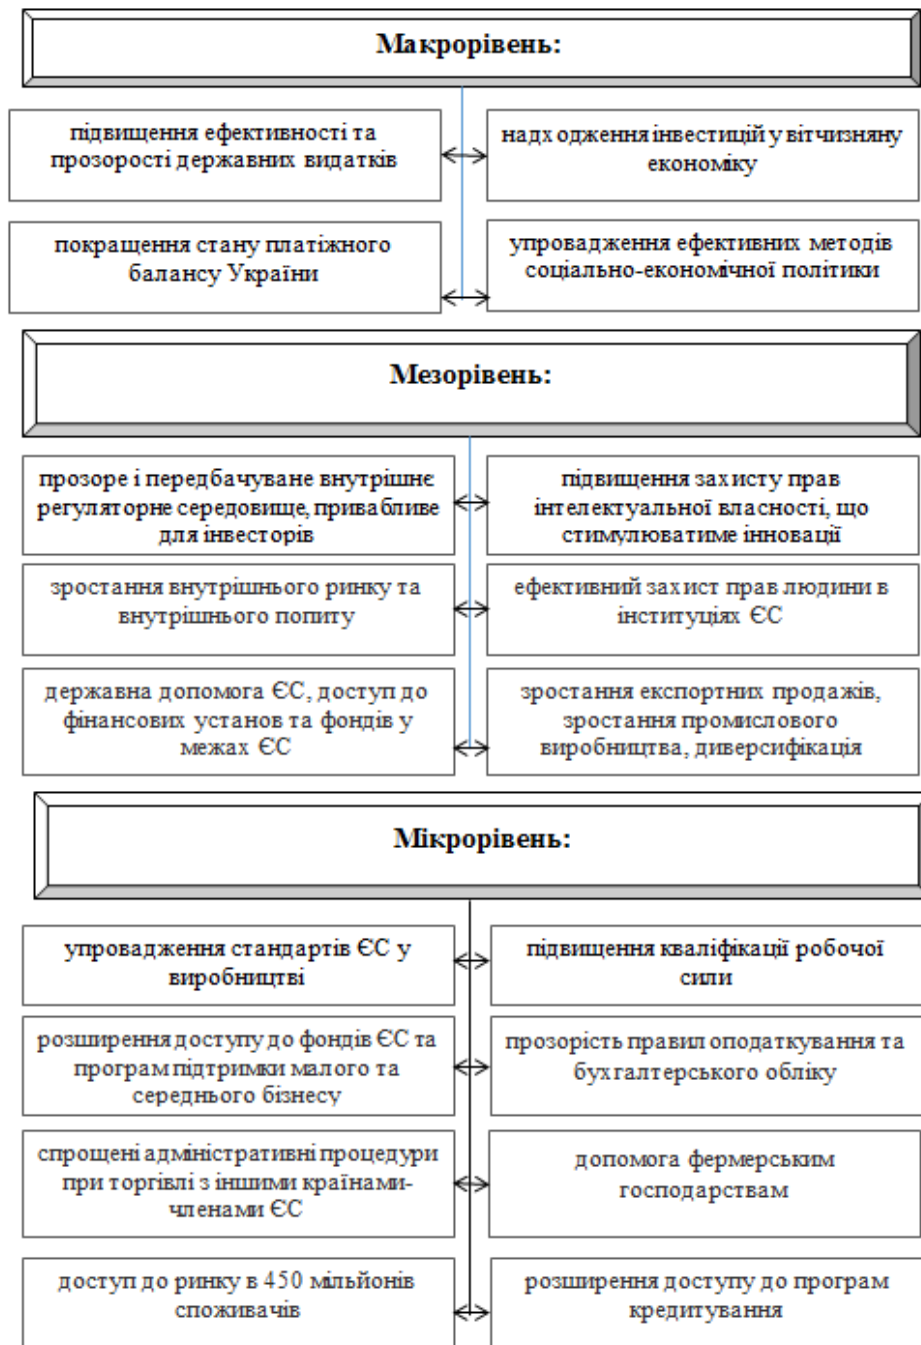 Макрорівень:
підвищення ефективності та
прозорості державних видатків
надходження інвестицій у вітчизняну
економіку
покращення стану платіжного
балансу України
упровадження ефективних методів
соціально-економічної політики
Мезорівень:
прозоре і передбачуване внутрішнє
регуляторне середовище, привабливе
для інвесторів
підвищення захисту прав
інтелектуальної власності, що
стимулюватиме інновації
зростання внутрішнього ринку та
внутрішнього попиту
ефективний захист прав людини в
інституціях ЄС
державна допомога ЄС, доступ до
фінансових установ та фондів у
межах ЄС
зростання експортних продажів,
зростання промислового
виробництва, диверсифікація
Мікрорівень:
упровадження стандартів ЄС у
виробництві
підвищення кваліфікації робочої
сили
розширення доступу до фондів ЄС та
програм підтримки малого та
середнього бізнесу
прозорість правил оподаткування та
бухгалтерського обліку
спрощені адміністративні процедури
при торгівлі з іншими країнами-
членами ЄС
допомога фермерським
господарствам
доступ до ринку в 450 мільйонів
споживачів
розширення доступу до програм
кредитування